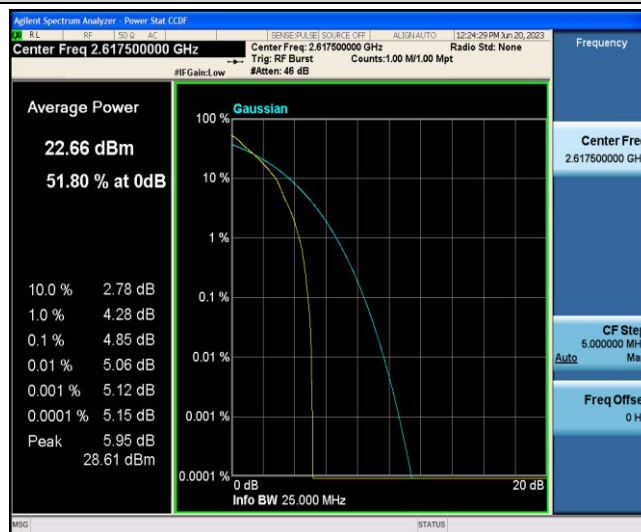 Agilent Spectrum Analyzer - Power Stat CCDF
RL RF 50 Ω AC SENSE:PULSE SOURCE OFF ALIGNAUTO 12:24:29 PM Jun 20, 2023
Center Freq 2.617500000 GHz
Center Freq: 2.617500000 GHz Radio Std: None
Trig: RF Burst Counts:1.00 M/1.00 Mpt
#IFGain:Low #Atten: 46 dB
Frequency
Average Power
22.66 dBm
51.80 % at 0dB
10.0 % 2.78 dB
1.0 % 4.28 dB
0.1 % 4.85 dB
0.01 % 5.06 dB
0.001 % 5.12 dB
0.0001 % 5.15 dB
Peak 5.95 dB
28.61 dBm
Gaussian
100 %
10 %
1 %
0.1 %
0.01 %
0.001 %
0.0001 %
0 dB 20 dB
Info BW 25.000 MHz
Center Fre
2.617500000 GH
CF Ste
5.000000 MH
Auto Ma
Freq Offse
0 H
MSG STATUS